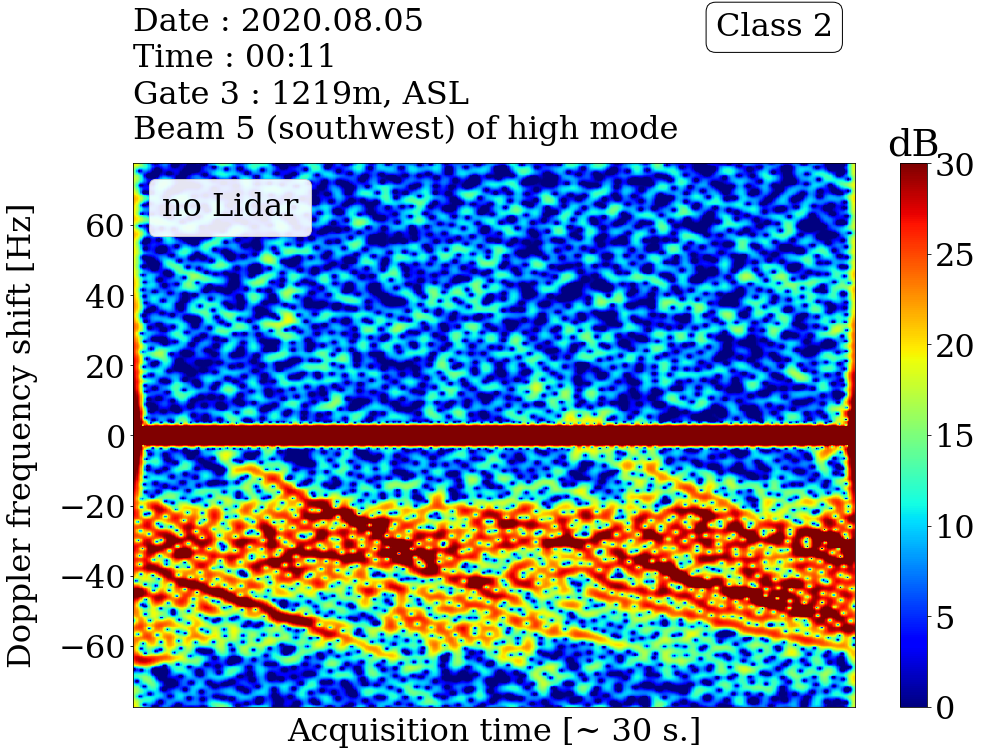 Date : 2020.08.05
Time : 00:11
Gate 3 : 1219m, ASL
Beam 5 (southwest) of high mode
Class 2
dB
no Lidar
Doppler frequency shift [Hz]
60
40
20
0
−20
−40
−60
30
25
20
15
10
5
0
Acquisition time [~ 30 s.]